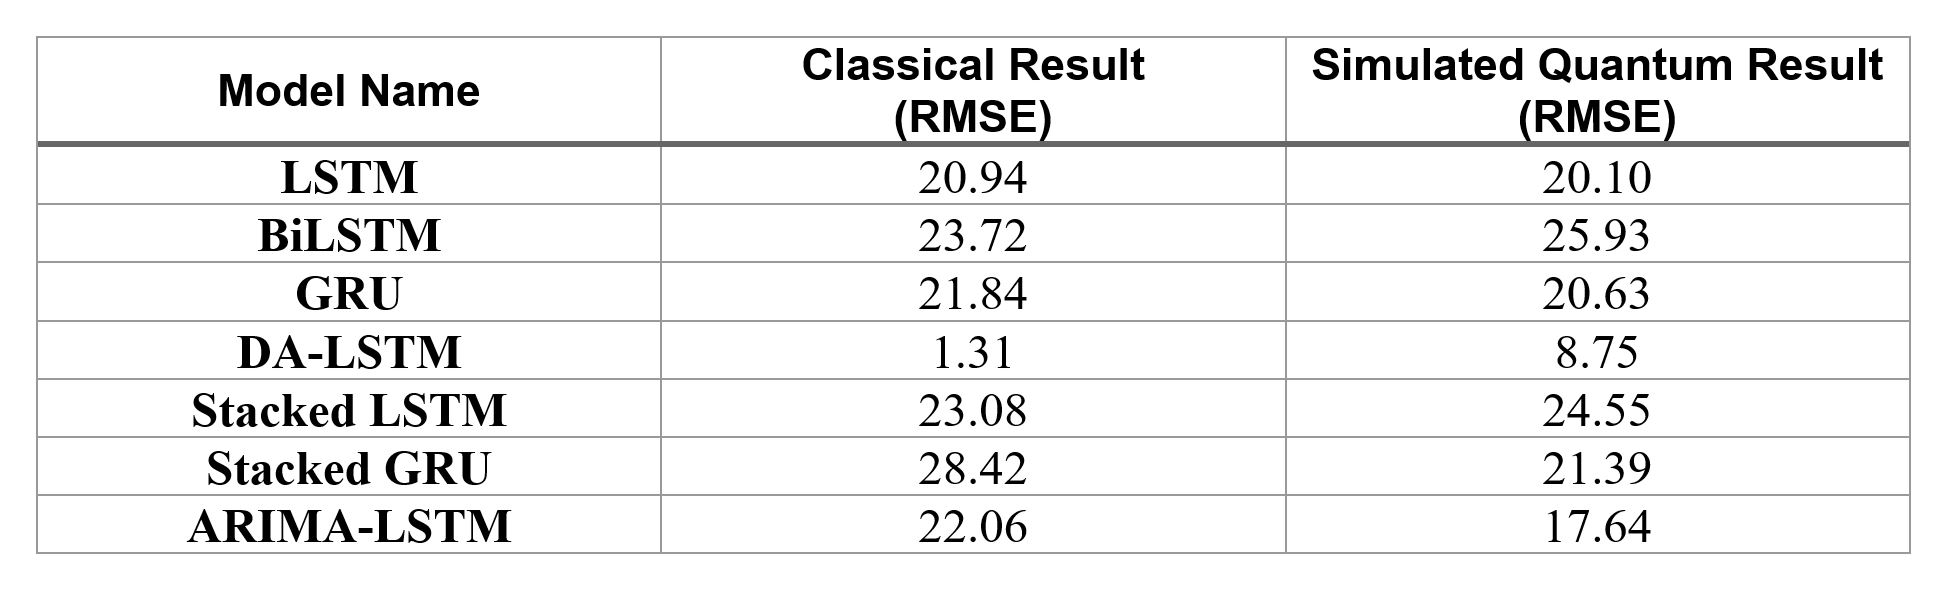 Model Name
Classical Result
(RMSE)
Simulated Quantum Result
(RMSE)
LSTM 20.94 20.10
BiLSTM 23.72 25.93
GRU 21.84 20.63
DA-LSTM 1.31 8.75
Stacked LSTM 23.08 24.55
Stacked GRU 28.42 21.39
ARIMA-LSTM 22.06 17.64